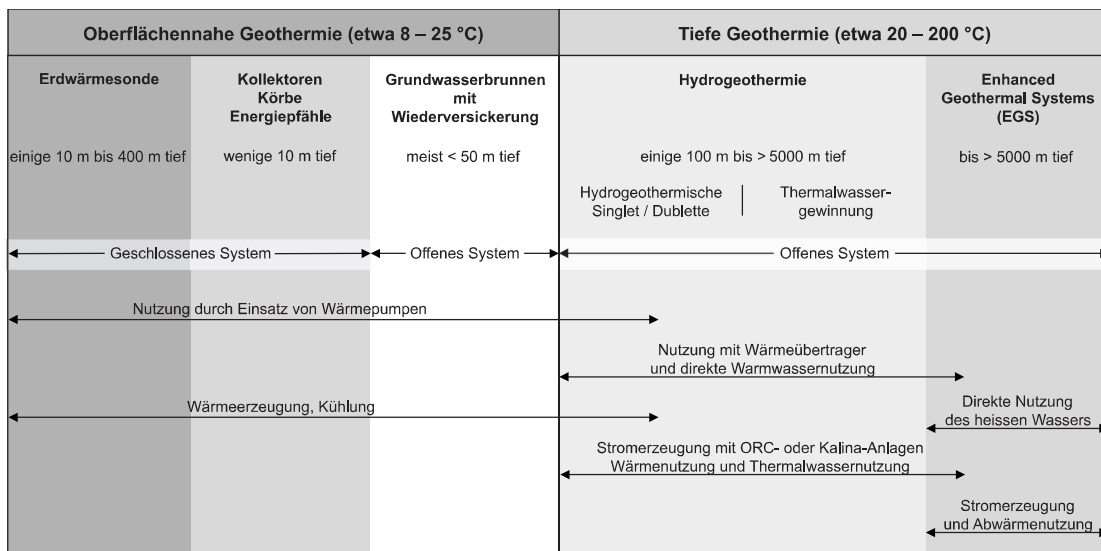 Oberflächennahe Geothermie (etwa 8 – 25 °C)
Tiefe Geothermie (etwa 20 – 200 °C)
Erdwärmesonde
Kollektoren
Körbe
Energiepfähle
Grundwasserbrunnen
mit
Wiederversickerung
Hydrogeothermie
Enhanced
Geothermal Systems
(EGS)
einige 10 m bis 400 m tief
wenige 10 m tief
meist < 50 m tief
einige 100 m bis > 5000 m tief
bis > 5000 m tief
Hydrogeothermische
Singlet / Dublette
Thermalwasser-
gewinnung
Geschlossenes System
Offenes System
Offenes System
Nutzung durch Einsatz von Wärmepumpen
Nutzung mit Wärmeübertrager
und direkte Warmwassernutzung
Wärmeerzeugung, Kühlung
Direkte Nutzung
des heissen Wassers
Stromerzeugung mit ORC- oder Kalina-Anlagen
Wärmenutzung und Thermalwassernutzung
Stromerzeugung
und Abwärmenutzung